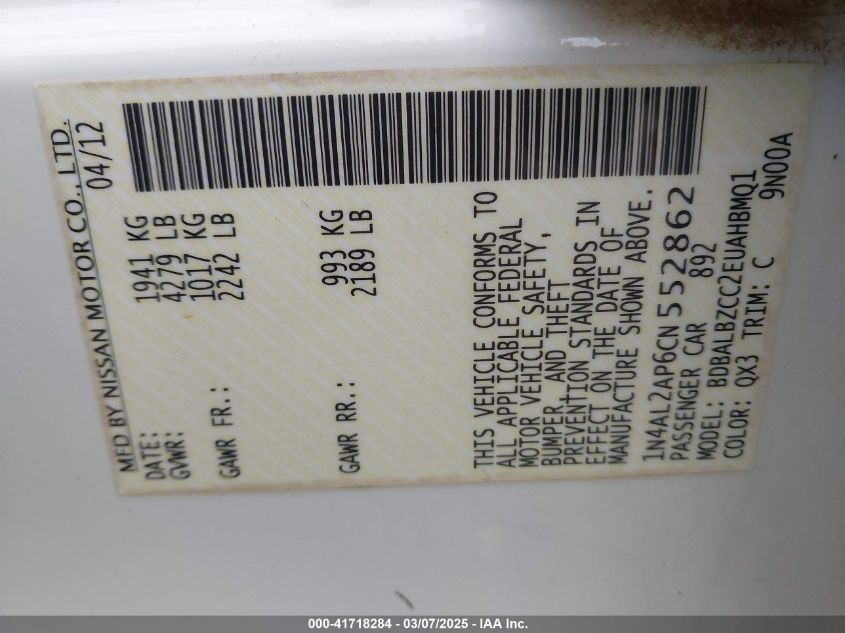 MFD BY NISSAN MOTOR CO., LTD.
DATE: 04/12
GVWR: 1941 KG
4279 LB
GAWR FR.: 1017 KG
2242 LB
GAWR RR.: 993 KG
2189 LB
THIS VEHICLE CONFORMS TO
ALL APPLICABLE FEDERAL
MOTOR VEHICLE SAFETY,
BUMPER, AND THEFT
PREVENTION STANDARDS IN
EFFECT ON THE DATE OF
MANUFACTURE SHOWN ABOVE.
1N4AL2AP6CN552862
PASSENGER CAR 892
MODEL: BDBALBZCC2EUAHBMQ1
COLOR: QX3 TRIM: C 9N00A
000-41718284 - 03/07/2025 - IAA Inc.